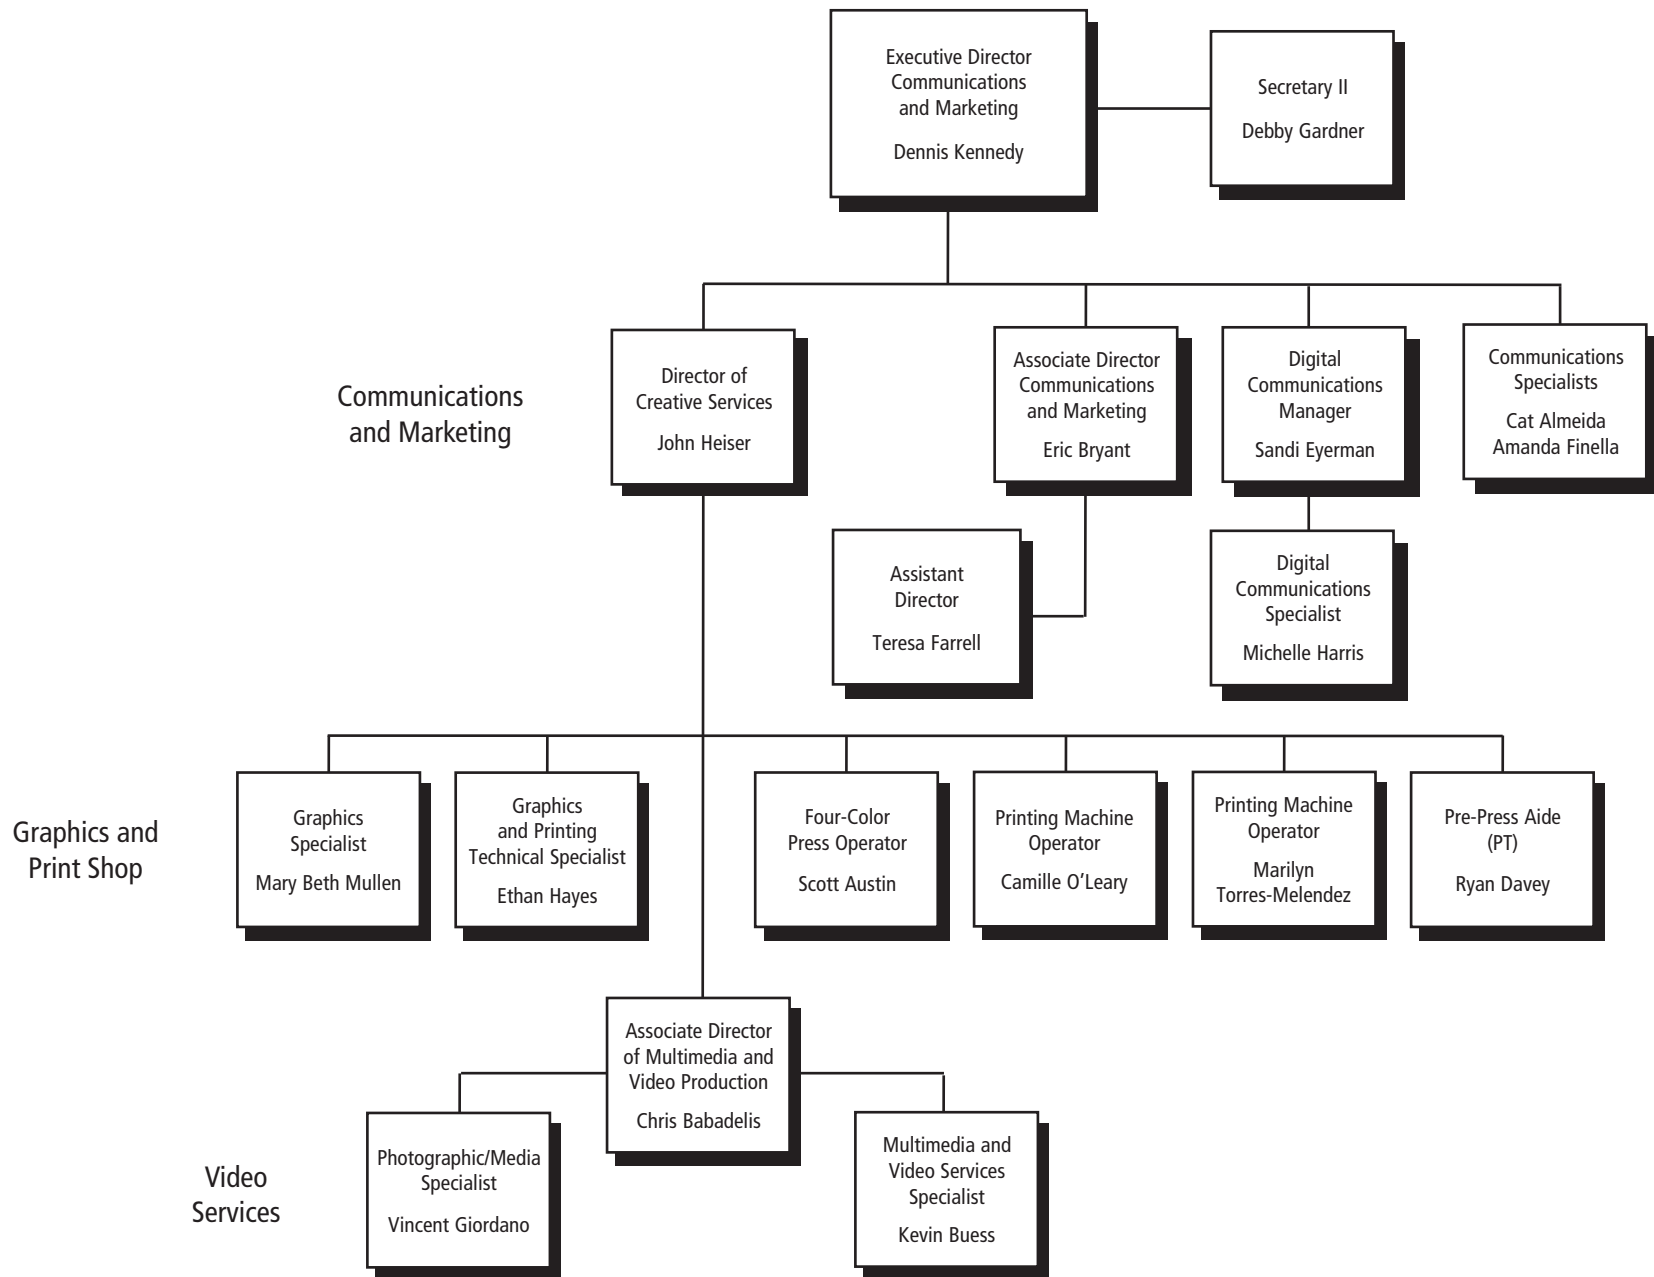 Executive Director
Communications
and Marketing
Dennis Kennedy
Secretary II
Debby Gardner
Communications
and Marketing
Director of
Creative Services
John Heiser
Associate Director
Communications
and Marketing
Eric Bryant
Digital
Communications
Manager
Sandi Eyerman
Communications
Specialists
Cat Almeida
Amanda Finella
Assistant
Director
Teresa Farrell
Digital
Communications
Specialist
Michelle Harris
Graphics and
Print Shop
Graphics
Specialist
Mary Beth Mullen
Graphics
and Printing
Technical Specialist
Ethan Hayes
Four-Color
Press Operator
Scott Austin
Printing Machine
Operator
Camille O’Leary
Printing Machine
Operator
Marilyn
Torres-Melendez
Pre-Press Aide
(PT)
Ryan Davey
Video
Services
Associate Director
of Multimedia and
Video Production
Chris Babadelis
Photographic/Media
Specialist
Vincent Giordano
Multimedia and
Video Services
Specialist
Kevin Buess